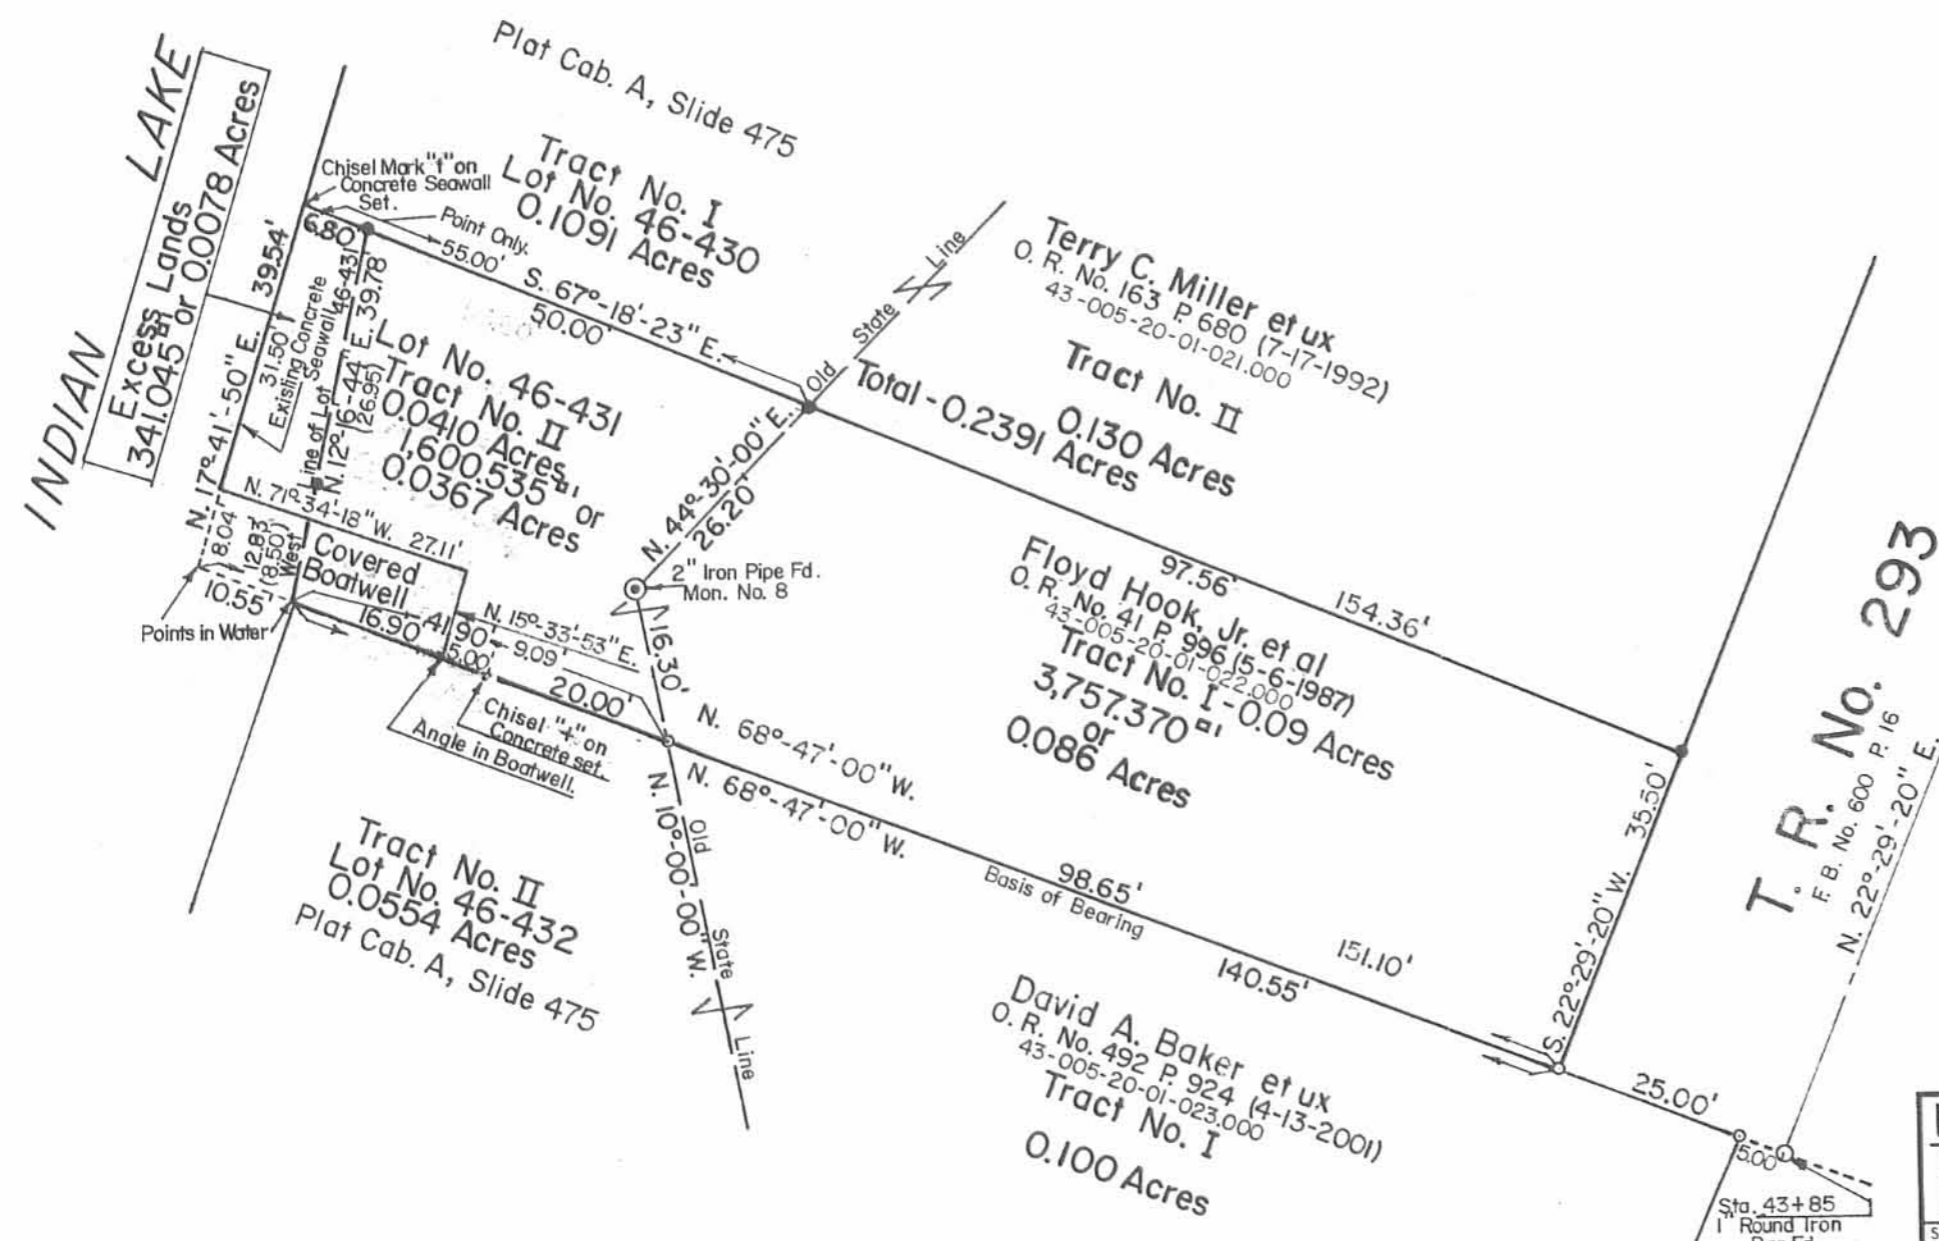 Plat Cab. A, Slide 475
INDIAN LAKE
Excess Lands
341.045 □' or 0.0078 Acres
Chisel Mark "†" on
Concrete Seawall
Set.
Point Only.
Tract No. I
Lot No. 46-430
0.1091 Acres
6.80'
55.00'
S. 67°-18'-23" E.
50.00'
39.54'
N. 17°-41'-50" E.
31.50'
Existing Concrete
Seawall
Line of Lot 46-431
N. 12°-16'-44" E. 39.78'
(26.95)
Lot No. 46-431
Tract No. II
0.0410 Acres
1,600.535 □' or
0.0367 Acres
Old State Line
N. 44°-30'-00" E.
26.20'
Terry C. Miller et ux
O. R. No. 163 P. 680 (7-17-1992)
43-005-20-01-021.000
Tract No. II
0.130 Acres
Total - 0.2391 Acres
97.56'
154.36'
N. 71°-34'-18" W. 27.11'
8.04'
12.83'
(8.50')
West
10.55'
Points in Water
Covered
Boatwell
16.90'
41.90'
5.00'
9.09'
N. 15°-33'-53" E.
20.00'
2" Iron Pipe Fd.
Mon. No. 8
16.30'
Chisel "+" on
Concrete set.
Angle in Boatwell.
Floyd Hook, Jr. et al
O. R. No. 41 P. 996 (5-6-1987)
43-005-20-01-022.000
Tract No. I - 0.09 Acres
3,757.370 □'
or
0.086 Acres
N. 68°-47'-00" W.
N. 68°-47'-00" W.
98.65'
Basis of Bearing
151.10'
140.55'
N. 10°-00'-00" W.
Old State Line
35.50'
S. 22°-29'-20" W.
T. R. No. 293
F. B. No. 600 P. 16
N. 22°-29'-20" E.
Tract No. II
Lot No. 46-432
0.0554 Acres
Plat Cab. A, Slide 475
David A. Baker et ux
O. R. No. 492 P. 924 (4-13-2001)
43-005-20-01-023.000
Tract No. I
0.100 Acres
25.00'
5.00'
Sta. 43+85
1" Round Iron